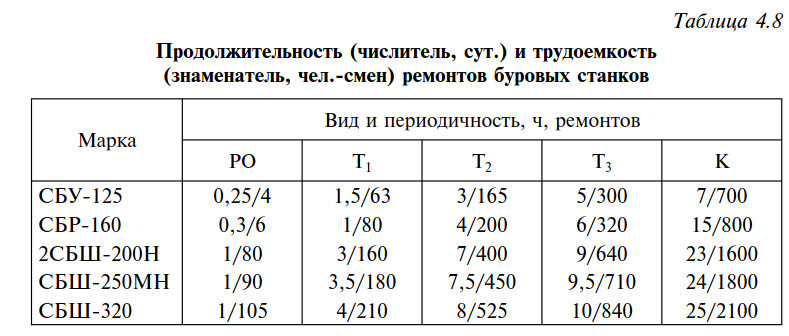 Таблица 4.8
Продолжительность (числитель, сут.) и трудоемкость
(знаменатель, чел.-смен) ремонтов буровых станков
Марка Вид и периодичность, ч, ремонтов
РО Т1 Т2 Т3 К
СБУ-125 0,25/4 1,5/63 3/165 5/300 7/700
СБР-160 0,3/6 1/80 4/200 6/320 15/800
2СБШ-200Н 1/80 3/160 7/400 9/640 23/1600
СБШ-250МН 1/90 3,5/180 7,5/450 9,5/710 24/1800
СБШ-320 1/105 4/210 8/525 10/840 25/2100